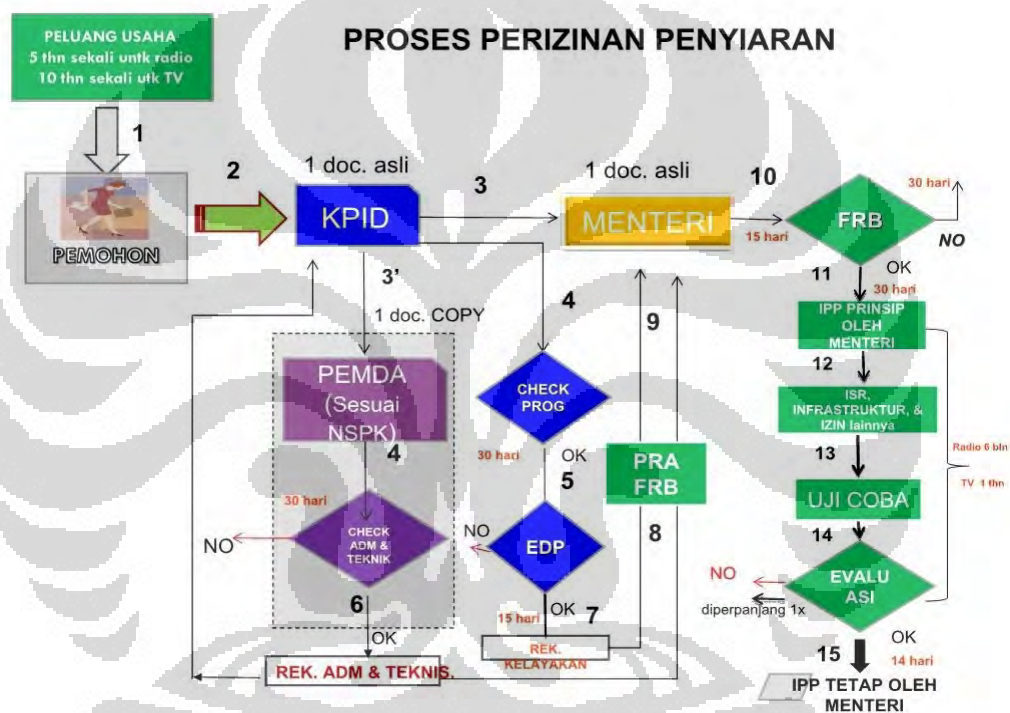 PROSES PERIZINAN PENYIARAN
PELUANG USAHA
5 thn sekali untk radio
10 thn sekali utk TV
1
PEMOHON
2
1 doc. asli
KPID
3
1 doc. asli
MENTERI
10
15 hari
FRB
30 hari
NO
11
OK
30 hari
IPP PRINSIP
OLEH
MENTERI
12
ISR,
INFRASTRUKTUR, &
IZIN lainnya
13
UJI COBA
14
EVALU
ASI
NO
diperpanjang 1x
OK
15
14 hari
IPP TETAP OLEH
MENTERI
Radio 6 bln
TV 1 thn
3'
1 doc. COPY
PEMDA
(Sesuai
NSPK)
4
30 hari
CHECK
ADM &
TEKNIK
NO
6
OK
REK. ADM & TEKNIS.
4
CHECK
PROG
30 hari
OK
5
EDP
NO
15 hari
OK
7
REK.
KELAYAKAN
9
PRA
FRB
8